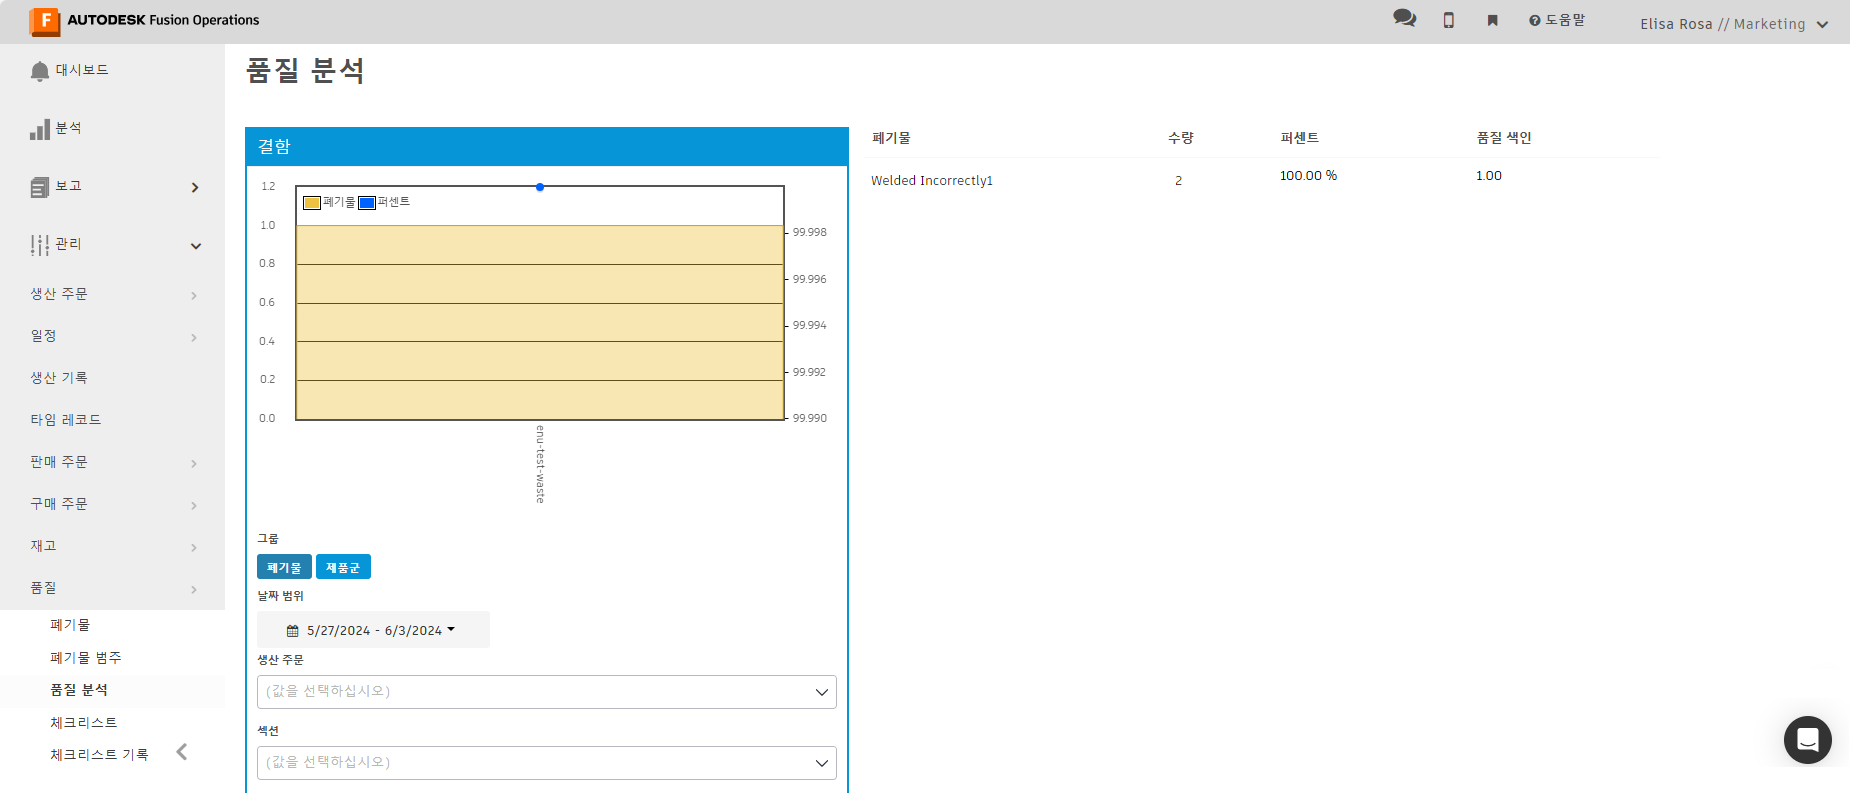 AUTODESK Fusion Operations
도움말
Elisa Rosa // Marketing
대시보드
분석
보고
관리
생산 주문
일정
생산 기록
타임 레코드
판매 주문
구매 주문
재고
품질
폐기물
폐기물 범주
품질 분석
체크리스트
체크리스트 기록
품질 분석
결함
1.2
1.0
0.8
0.6
0.4
0.2
0.0
폐기물 퍼센트
99.998
99.996
99.994
99.992
99.990
enu-test-waste
그룹
폐기물 제품군
날짜 범위
5/27/2024 - 6/3/2024
생산 주문
(값을 선택하십시오)
섹션
(값을 선택하십시오)
폐기물 수량 퍼센트 품질 색인
Welded Incorrectly1 2 100.00 % 1.00